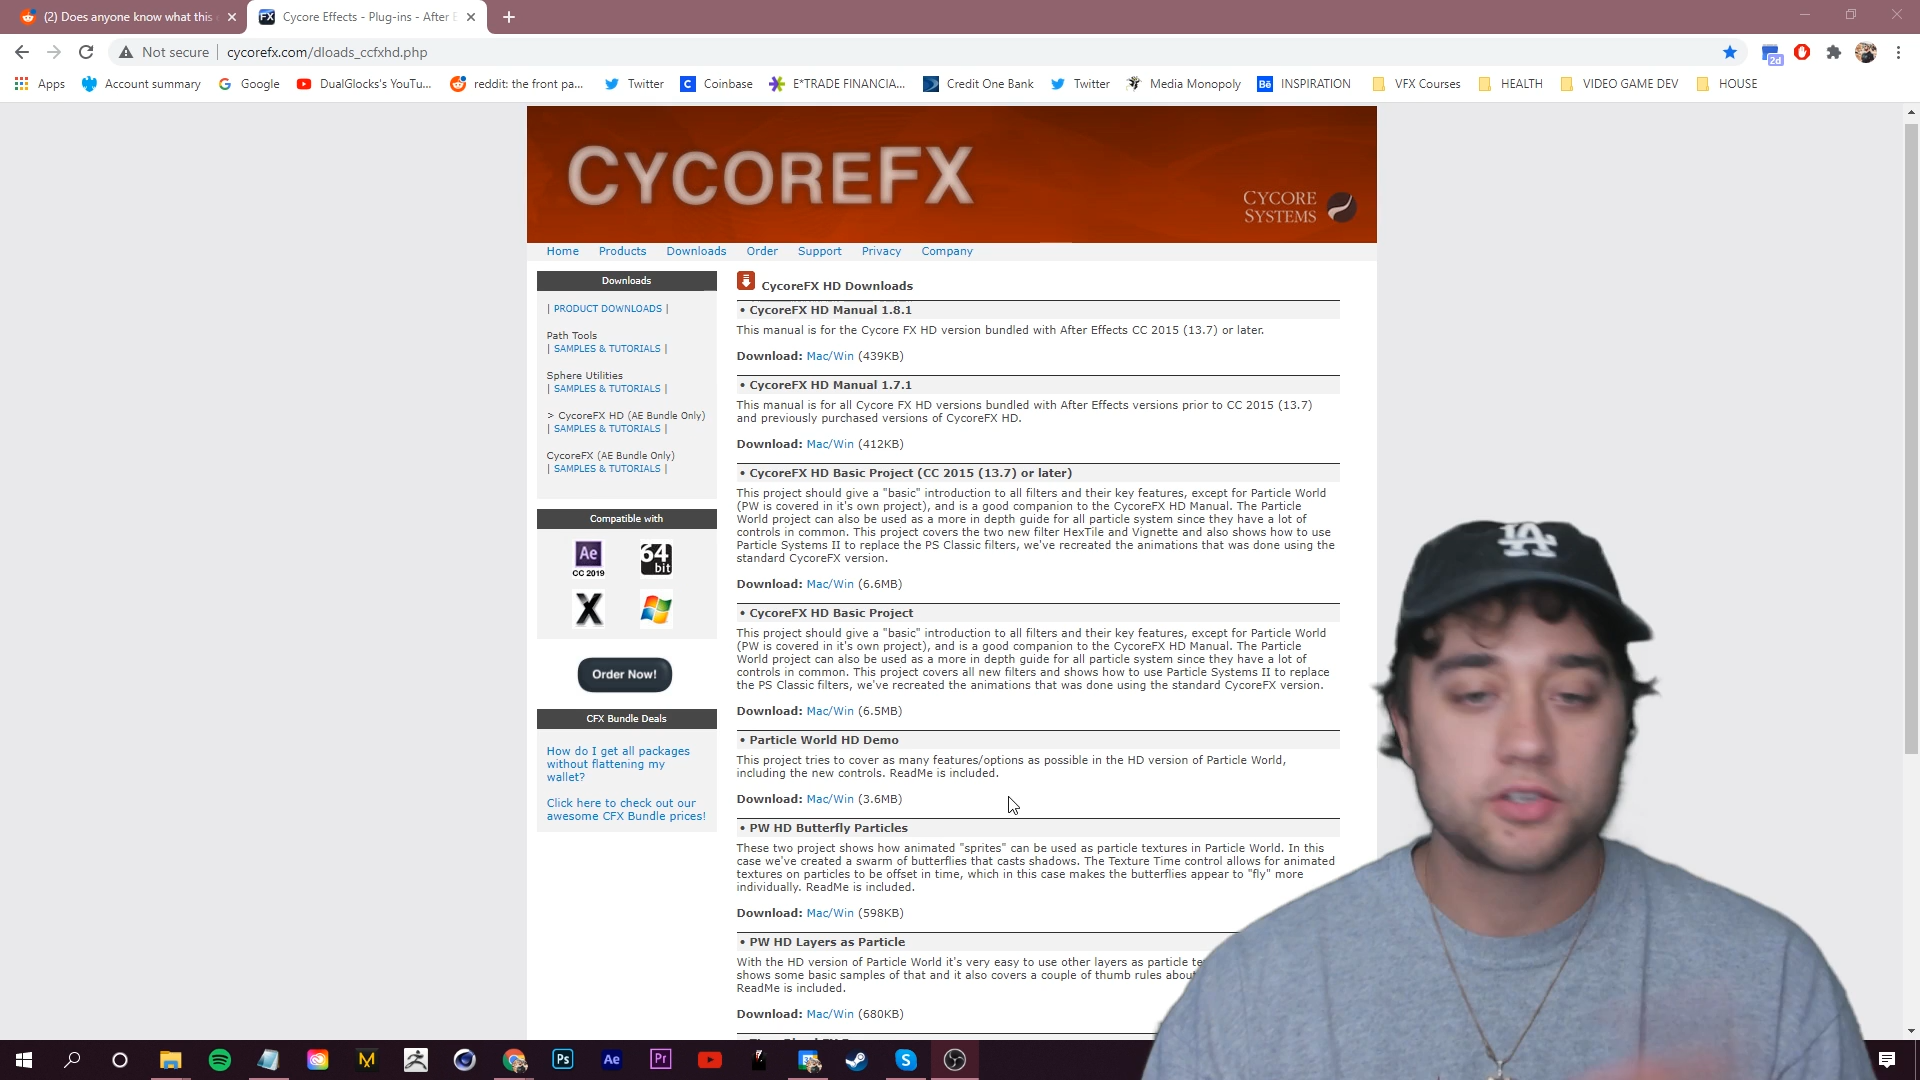 (2) Does anyone know what this
Cycore Effects - Plug-ins - After E
Not secure
cycorefx.com/dloads_ccfxhd.php
2d
Apps
Account summary
Google
DualGlocks's YouTu...
reddit: the front pa...
Twitter
Coinbase
E*TRADE FINANCIA...
Credit One Bank
Twitter
Media Monopoly
INSPIRATION
VFX Courses
HEALTH
VIDEO GAME DEV
HOUSE
CYCOREFX
CYCORE
SYSTEMS
Home Products Downloads Order Support Privacy Company
Downloads
| PRODUCT DOWNLOADS |
Path Tools
| SAMPLES & TUTORIALS |
Sphere Utilities
| SAMPLES & TUTORIALS |
> CycoreFX HD (AE Bundle Only)
| SAMPLES & TUTORIALS |
CycoreFX (AE Bundle Only)
| SAMPLES & TUTORIALS |
Compatible with
Ae
CC 2019
64
bit
X
Order Now!
CFX Bundle Deals
How do I get all packages
without flattening my
wallet?
Click here to check out our
awesome CFX Bundle prices!
CycoreFX HD Downloads
• CycoreFX HD Manual 1.8.1
This manual is for the Cycore FX HD version bundled with After Effects CC 2015 (13.7) or later.
Download: Mac/Win (439KB)
• CycoreFX HD Manual 1.7.1
This manual is for all Cycore FX HD versions bundled with After Effects versions prior to CC 2015 (13.7)
and previously purchased versions of CycoreFX HD.
Download: Mac/Win (412KB)
• CycoreFX HD Basic Project (CC 2015 (13.7) or later)
This project should give a "basic" introduction to all filters and their key features, except for Particle World
(PW is covered in it's own project), and is a good companion to the CycoreFX HD Manual. The Particle
World project can also be used as a more in depth guide for all particle system since they have a lot of
controls in common. This project covers the two new filter HexTile and Vignette and also shows how to use
Particle Systems II to replace the PS Classic filters, we've recreated the animations that was done using the
standard CycoreFX version.
Download: Mac/Win (6.6MB)
• CycoreFX HD Basic Project
This project should give a "basic" introduction to all filters and their key features, except for Particle World
(PW is covered in it's own project), and is a good companion to the CycoreFX HD Manual. The Particle
World project can also be used as a more in depth guide for all particle system since they have a lot of
controls in common. This project covers all new filters and shows how to use Particle Systems II to replace
the PS Classic filters, we've recreated the animations that was done using the standard CycoreFX version.
Download: Mac/Win (6.5MB)
• Particle World HD Demo
This project tries to cover as many features/options as possible in the HD version of Particle World,
including the new controls. ReadMe is included.
Download: Mac/Win (3.6MB)
• PW HD Butterfly Particles
These two project shows how animated "sprites" can be used as particle textures in Particle World. In this
case we've created a swarm of butterflies that casts shadows. The Texture Time control allows for animated
textures on particles to be offset in time, which in this case makes the butterflies appear to "fly" more
individually. ReadMe is included.
Download: Mac/Win (598KB)
• PW HD Layers as Particle
With the HD version of Particle World it's very easy to use other layers as particle te
shows some basic samples of that and it also covers a couple of thumb rules about
ReadMe is included.
Download: Mac/Win (680KB)
LA
Ps
Ae
Pr